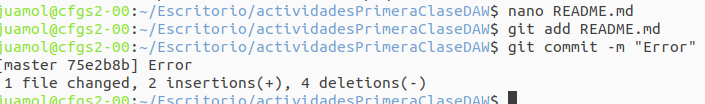 juamol@cfgs2-00:~/Escritorio/actividadesPrimeraClaseDAW$ nano README.md
juamol@cfgs2-00:~/Escritorio/actividadesPrimeraClaseDAW$ git add README.md
juamol@cfgs2-00:~/Escritorio/actividadesPrimeraClaseDAW$ git commit -m "Error"
[master 75e2b8b] Error
1 file changed, 2 insertions(+), 4 deletions(-)
juamol@cfgs2-00:~/Escritorio/actividadesPrimeraClaseDAW$